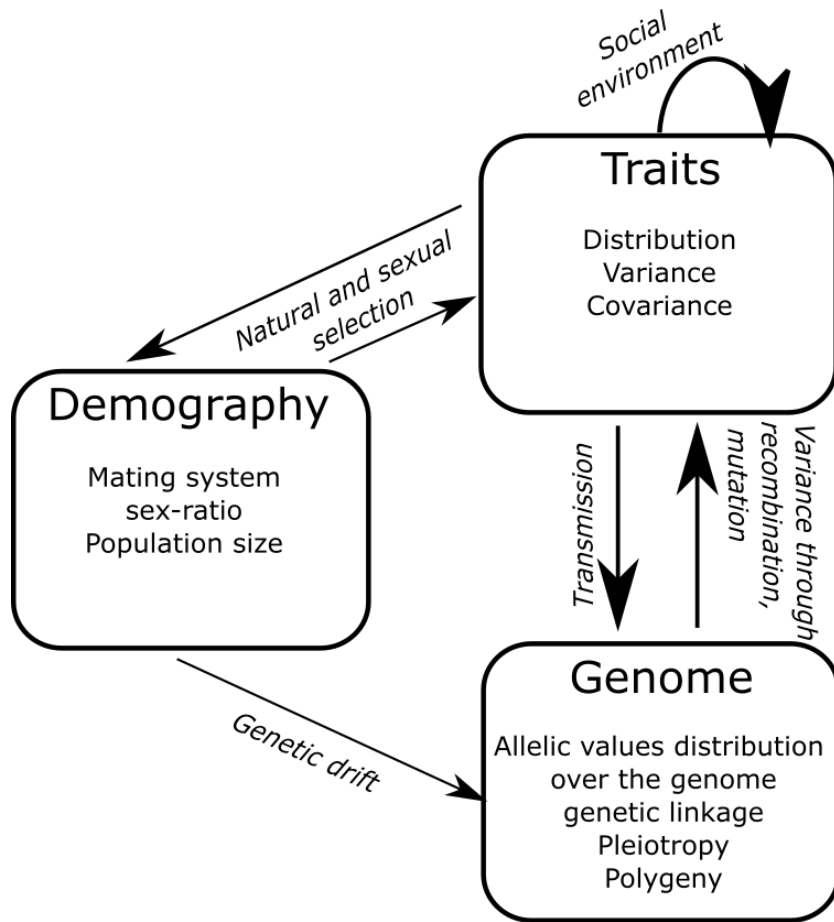 Social
environment
Traits
Distribution
Variance
Covariance
Natural and sexual
selection
Demography
Mating system
sex-ratio
Population size
Transmission
Variance through
recombination,
mutation
Genetic drift
Genome
Allelic values distribution
over the genome
genetic linkage
Pleiotropy
Polygeny